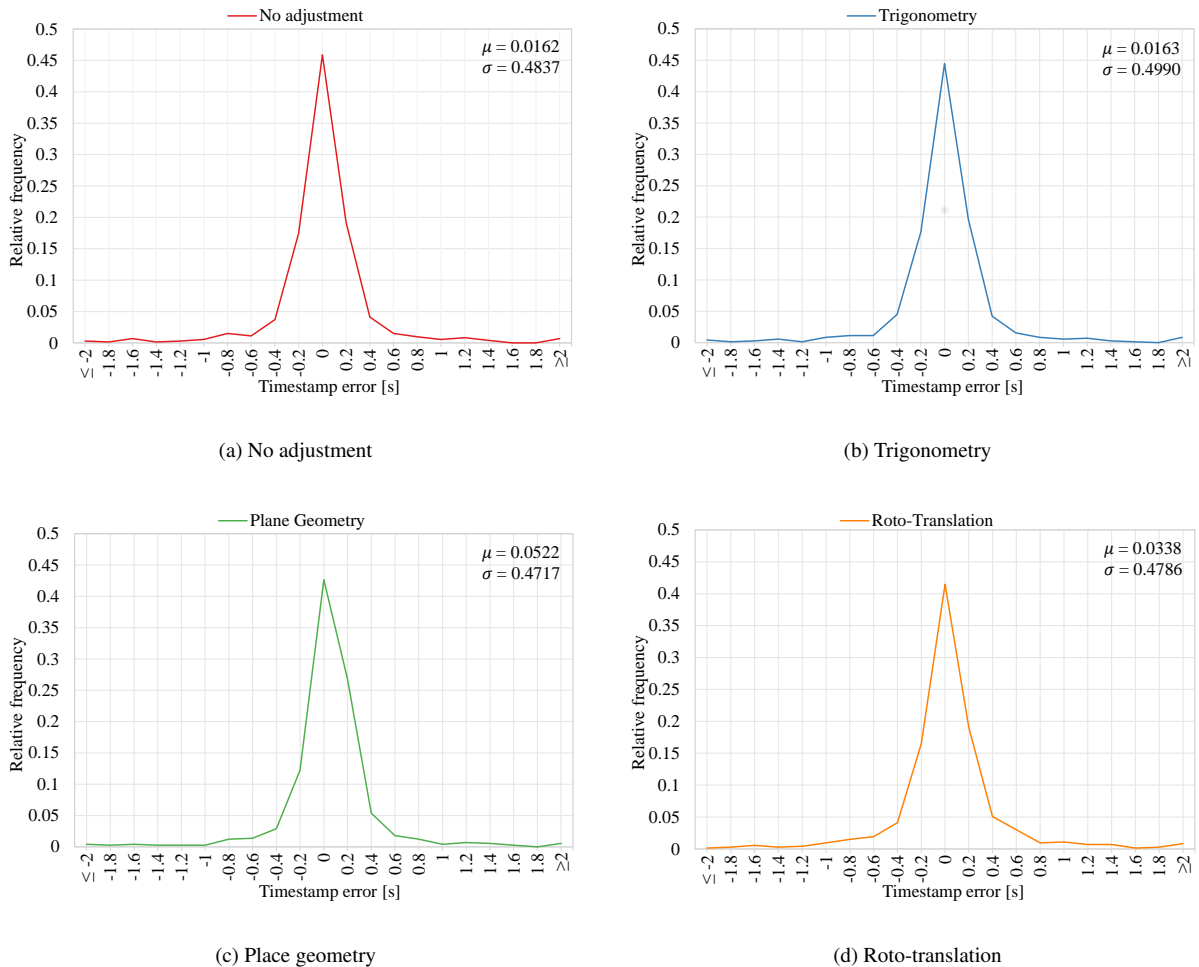 No adjustment
0.5
0.45
0.4
0.35
0.3
0.25
0.2
0.15
0.1
0.05
0
Relative frequency
μ = 0.0162
σ = 0.4837
≤ -2 -1.8 -1.6 -1.4 -1.2 -1 -0.8 -0.6 -0.4 -0.2 0 0.2 0.4 0.6 0.8 1 1.2 1.4 1.6 1.8 ≥2
Timestamp error [s]
(a) No adjustment
Trigonometry
0.5
0.45
0.4
0.35
0.3
0.25
0.2
0.15
0.1
0.05
0
Relative frequency
μ = 0.0163
σ = 0.4990
≤ -2 -1.8 -1.6 -1.4 -1.2 -1 -0.8 -0.6 -0.4 -0.2 0 0.2 0.4 0.6 0.8 1 1.2 1.4 1.6 1.8 ≥2
Timestamp error [s]
(b) Trigonometry
Plane Geometry
0.5
0.45
0.4
0.35
0.3
0.25
0.2
0.15
0.1
0.05
0
Relative frequency
μ = 0.0522
σ = 0.4717
≤ -2 -1.8 -1.6 -1.4 -1.2 -1 -0.8 -0.6 -0.4 -0.2 0 0.2 0.4 0.6 0.8 1 1.2 1.4 1.6 1.8 ≥2
Timestamp error [s]
(c) Place geometry
Roto-Translation
0.5
0.45
0.4
0.35
0.3
0.25
0.2
0.15
0.1
0.05
0
Relative frequency
μ = 0.0338
σ = 0.4786
≤ -2 -1.8 -1.6 -1.4 -1.2 -1 -0.8 -0.6 -0.4 -0.2 0 0.2 0.4 0.6 0.8 1 1.2 1.4 1.6 1.8 ≥2
Timestamp error [s]
(d) Roto-translation